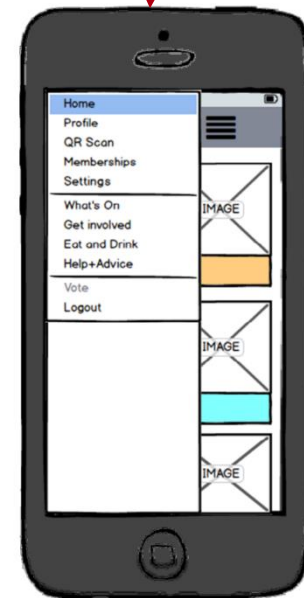 Home
Profile
QR Scan
Memberships
Settings
What's On
Get involved
Eat and Drink
Help+Advice
Vote
Logout
IMAGE
IMAGE
IMAGE